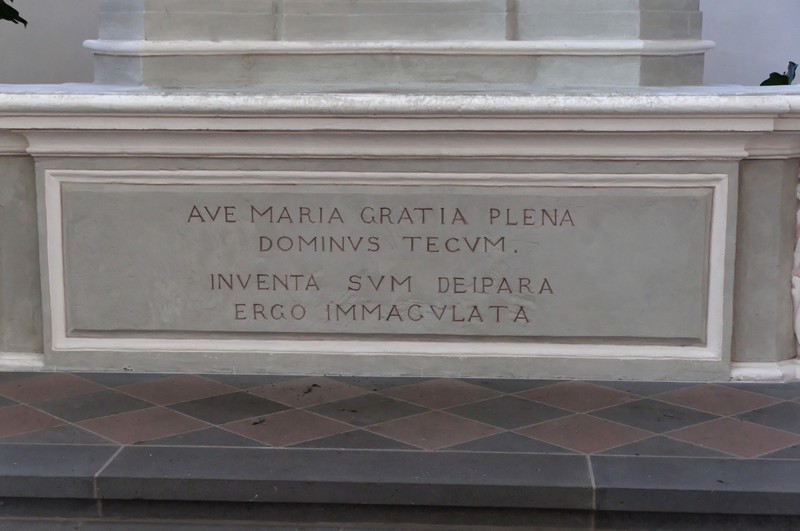 AVE MARIA GRATIA PLENA
DOMINVS TECVM.
INVENTA SVM DEIPARA
ERGO IMMACVLATA